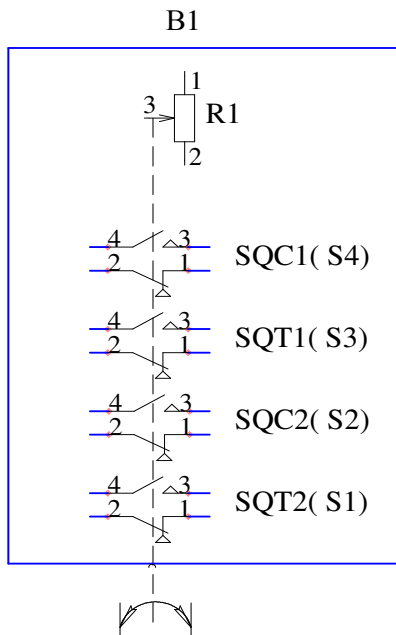 B1
1
3 R1
2
4 3
2 1 SQC1( S4)
4 3
2 1 SQT1( S3)
4 3
2 1 SQC2( S2)
4 3
2 1 SQT2( S1)